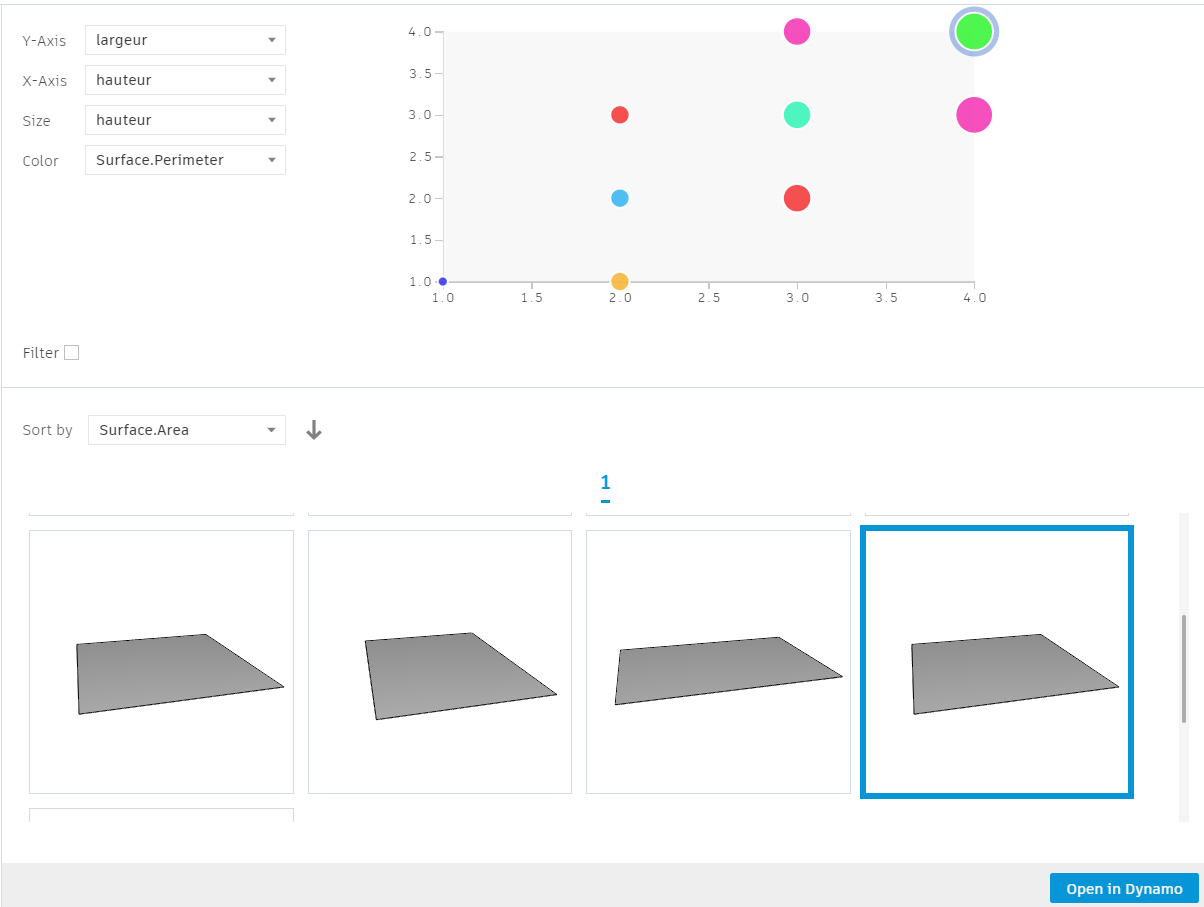 Y-Axis largeur
X-Axis hauteur
Size hauteur
Color Surface.Perimeter
4.0
3.5
3.0
2.5
2.0
1.5
1.0
1.0 1.5 2.0 2.5 3.0 3.5 4.0
Filter
Sort by Surface.Area
1
Open in Dynamo